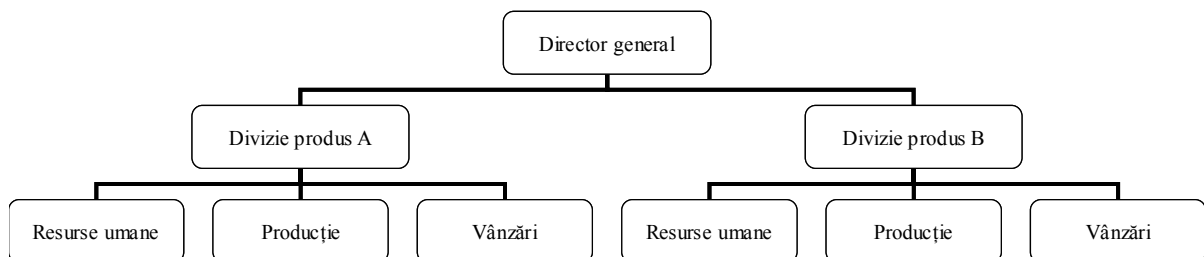 Director general
Divizie produs A
Divizie produs B
Resurse umane
Producție
Vânzări
Resurse umane
Producție
Vânzări